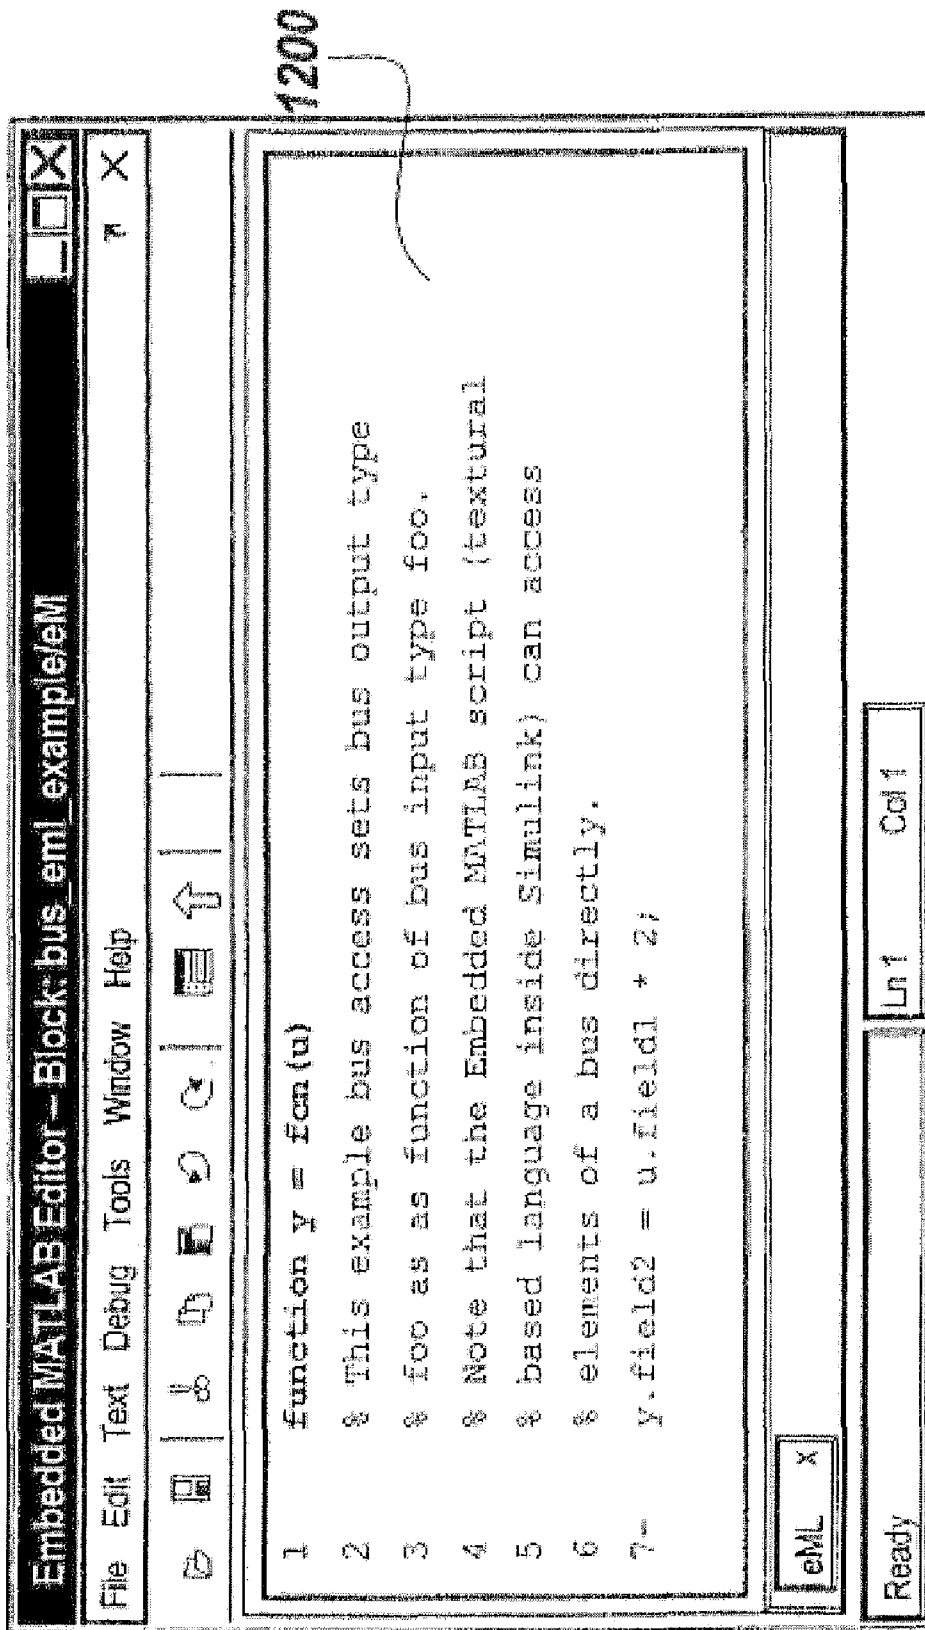 1200
Embedded MATLAB Editor – Block: bus_eml_example/eM
File Edit Text Debug Tools Window Help
1 function y = fcn(u)
2 % This example bus access sets bus output type
3 % foo as as function of bus input type foo.
4 % Note that the Embedded MATLAB script (textural
5 % based language inside Simulink) can access
6 % elements of a bus directly.
7- y.field2 = u.field1 * 2;
eML X
Ready Ln 1 Col 1